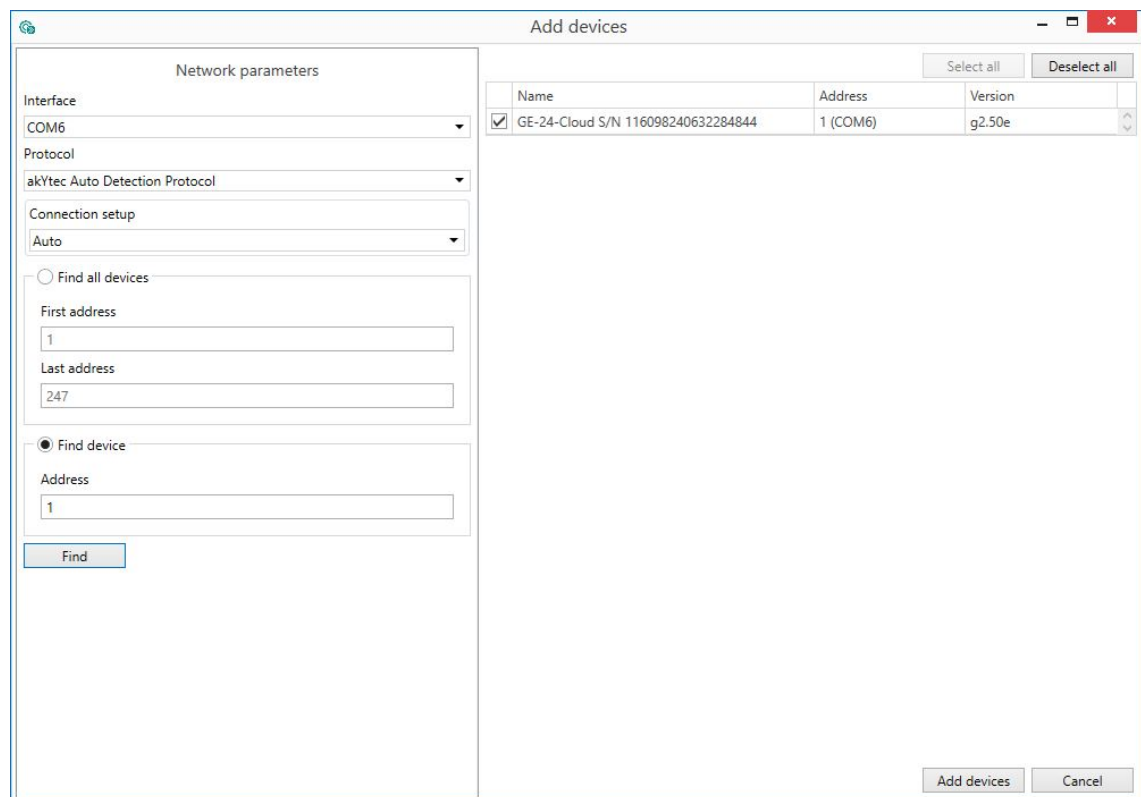 Add devices
Network parameters
Interface
COM6
Protocol
akYtec Auto Detection Protocol
Connection setup
Auto
Find all devices
First address
1
Last address
247
Find device
Address
1
Find
Select all Deselect all
Name Address Version
GE-24-Cloud S/N 116098240632284844 1 (COM6) g2.50e
Add devices Cancel